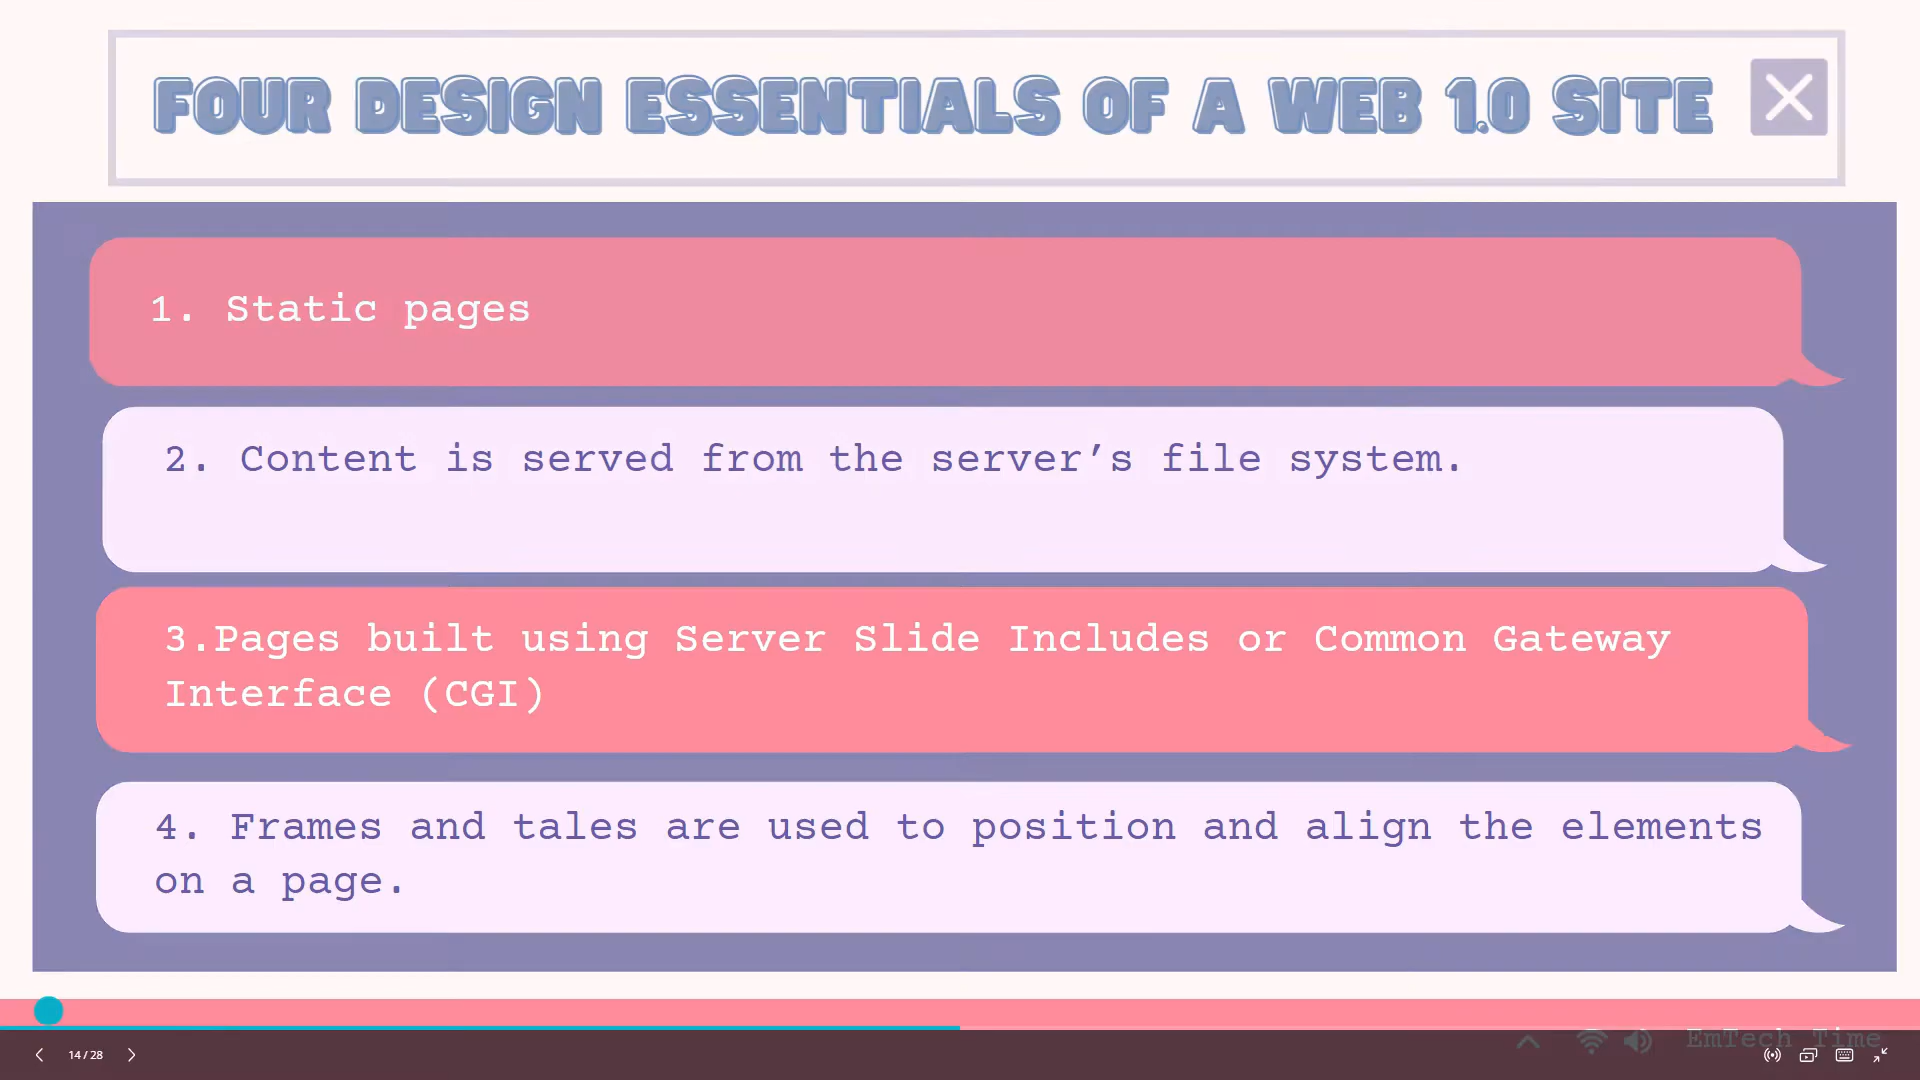 FOUR DESIGN ESSENTIALS OF A WEB 1.0 SITE
1. Static pages
2. Content is served from the server’s file system.
3.Pages built using Server Slide Includes or Common Gateway
Interface (CGI)
4. Frames and tales are used to position and align the elements
on a page.
EmTech Time
14 / 28